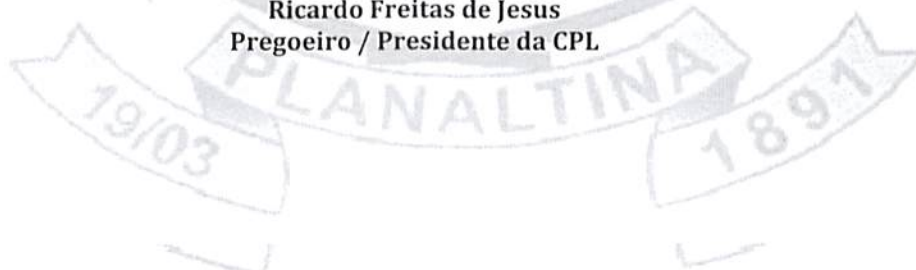 Ricardo Freitas de Jesus
Pregoeiro / Presidente da CPL
PLANALTINA
19/03
1891